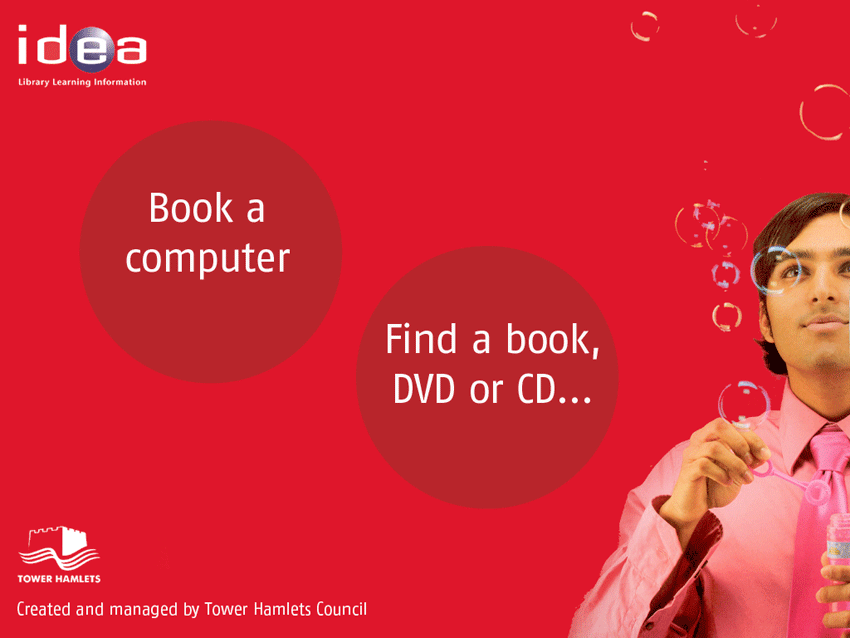 idea
Library Learning Information
Book a
computer
Find a book,
DVD or CD...
TOWER HAMLETS
Created and managed by Tower Hamlets Council